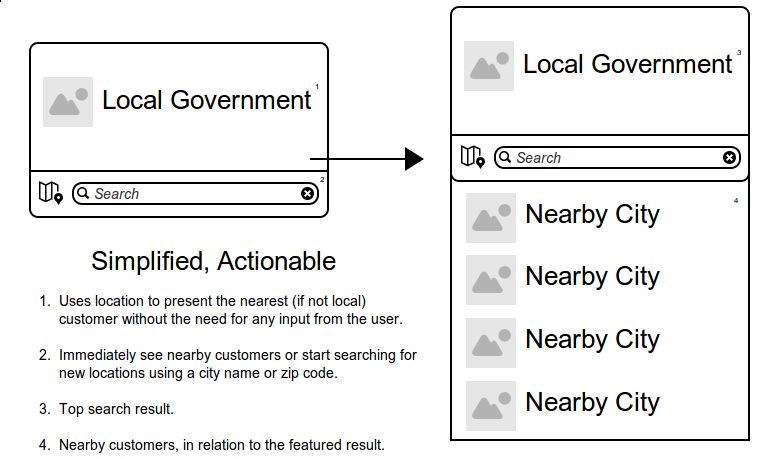 Local Government
1
Search
2
Simplified, Actionable
1. Uses location to present the nearest (if not local)
customer without the need for any input from the user.
2. Immediately see nearby customers or start searching for
new locations using a city name or zip code.
3. Top search result.
4. Nearby customers, in relation to the featured result.
Local Government
3
Search
Nearby City
4
Nearby City
Nearby City
Nearby City